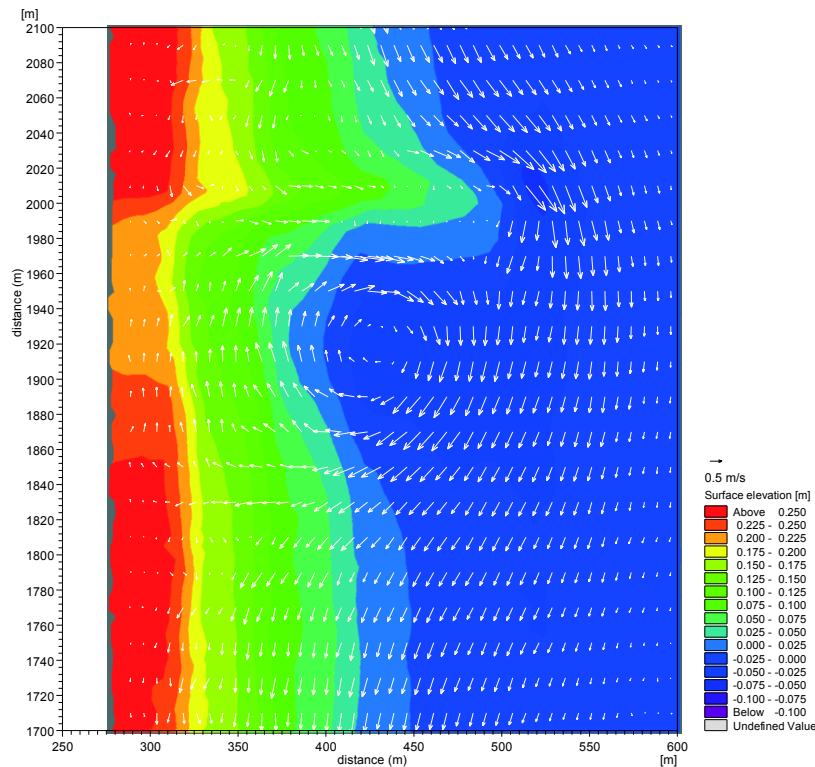 [m]
2100
2080
2060
2040
2020
2000
1980
1960
1940
1920
1900
1880
1860
1840
1820
1800
1780
1760
1740
1720
1700
distance (m)
250 300 350 400 450 500 550 600
distance (m) [m]
0.5 m/s
Surface elevation [m]
Above 0.250
0.225 - 0.250
0.200 - 0.225
0.175 - 0.200
0.150 - 0.175
0.125 - 0.150
0.100 - 0.125
0.075 - 0.100
0.050 - 0.075
0.025 - 0.050
0.000 - 0.025
-0.025 - 0.000
-0.050 - -0.025
-0.075 - -0.050
-0.100 - -0.075
Below -0.100
Undefined Value